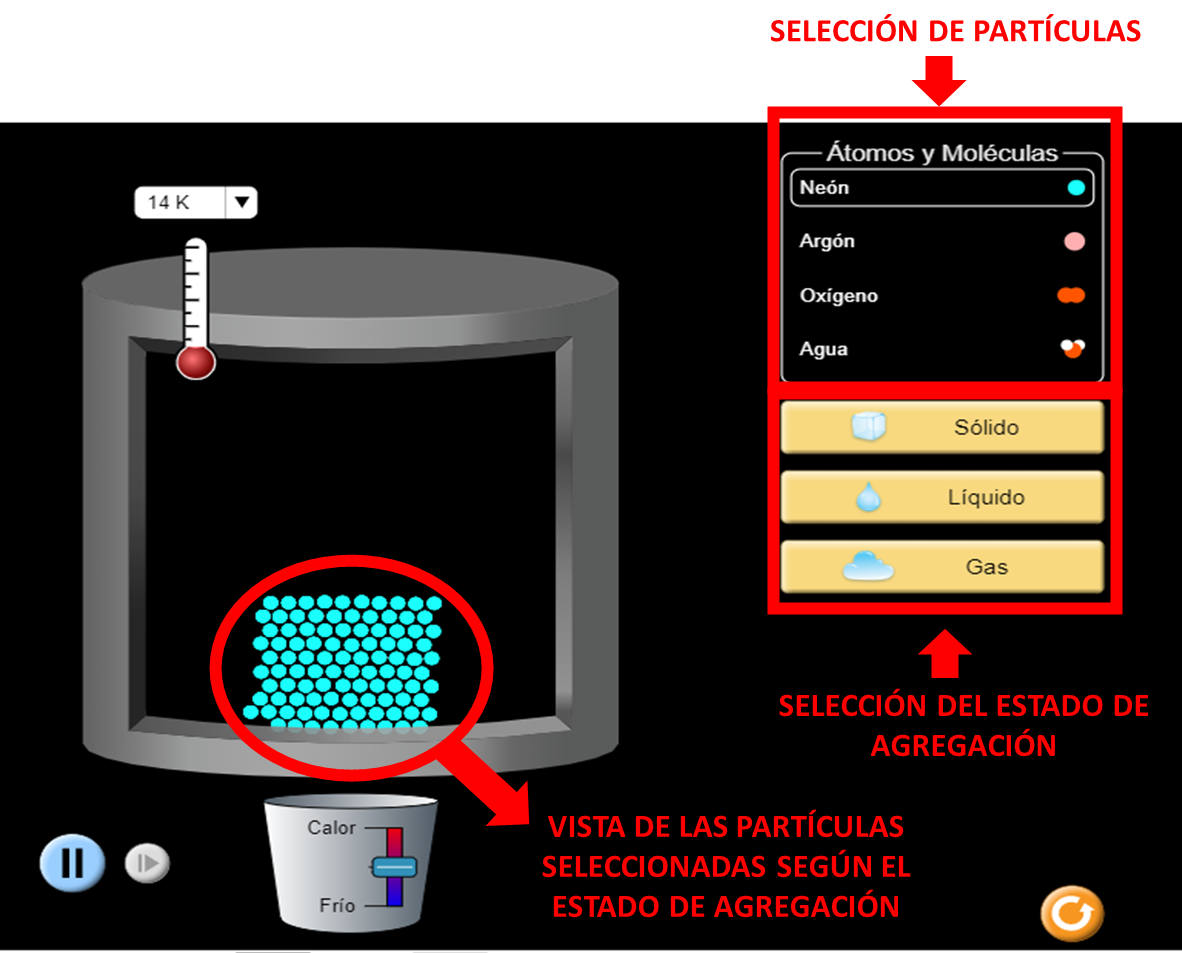 SELECCIÓN DE PARTÍCULAS
Átomos y Moléculas
Neón
14 K
Argón
Oxígeno
Agua
Sólido
Líquido
Gas
SELECCIÓN DEL ESTADO DE
AGREGACIÓN
Calor
Frío
VISTA DE LAS PARTÍCULAS
SELECCIONADAS SEGÚN EL
ESTADO DE AGREGACIÓN